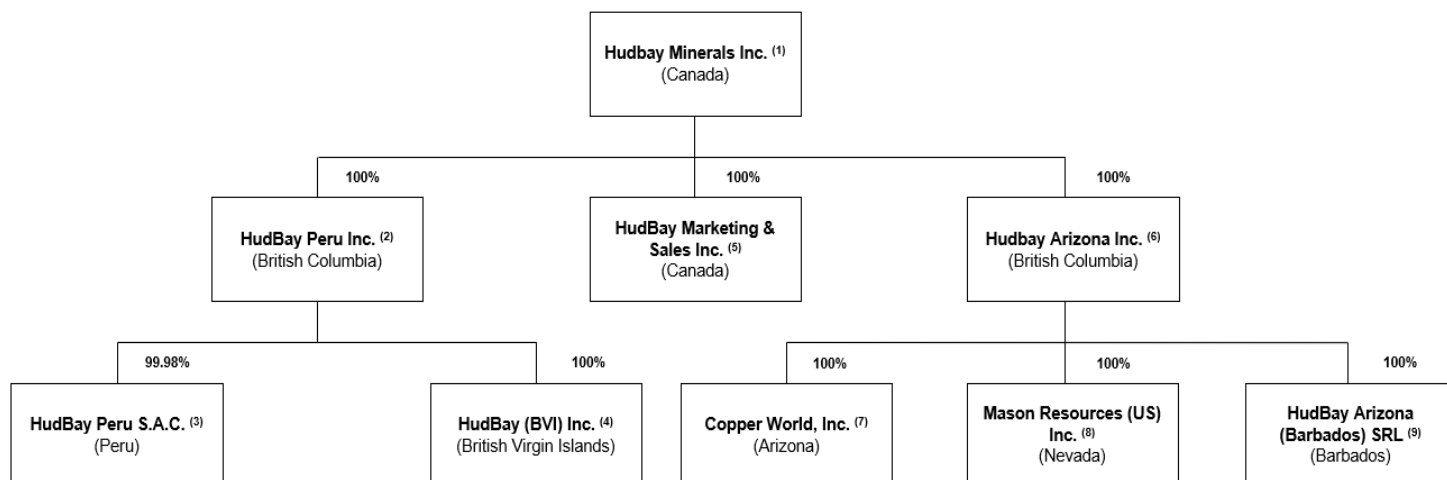 Hudbay Minerals Inc. (1)
(Canada)
100%
100%
100%
HudBay Peru Inc. (2)
(British Columbia)
HudBay Marketing &
Sales Inc. (5)
(Canada)
Hudbay Arizona Inc. (6)
(British Columbia)
99.98%
100%
100%
100%
100%
HudBay Peru S.A.C. (3)
(Peru)
HudBay (BVI) Inc. (4)
(British Virgin Islands)
Copper World, Inc. (7)
(Arizona)
Mason Resources (US)
Inc. (8)
(Nevada)
HudBay Arizona
(Barbados) SRL (9)
(Barbados)